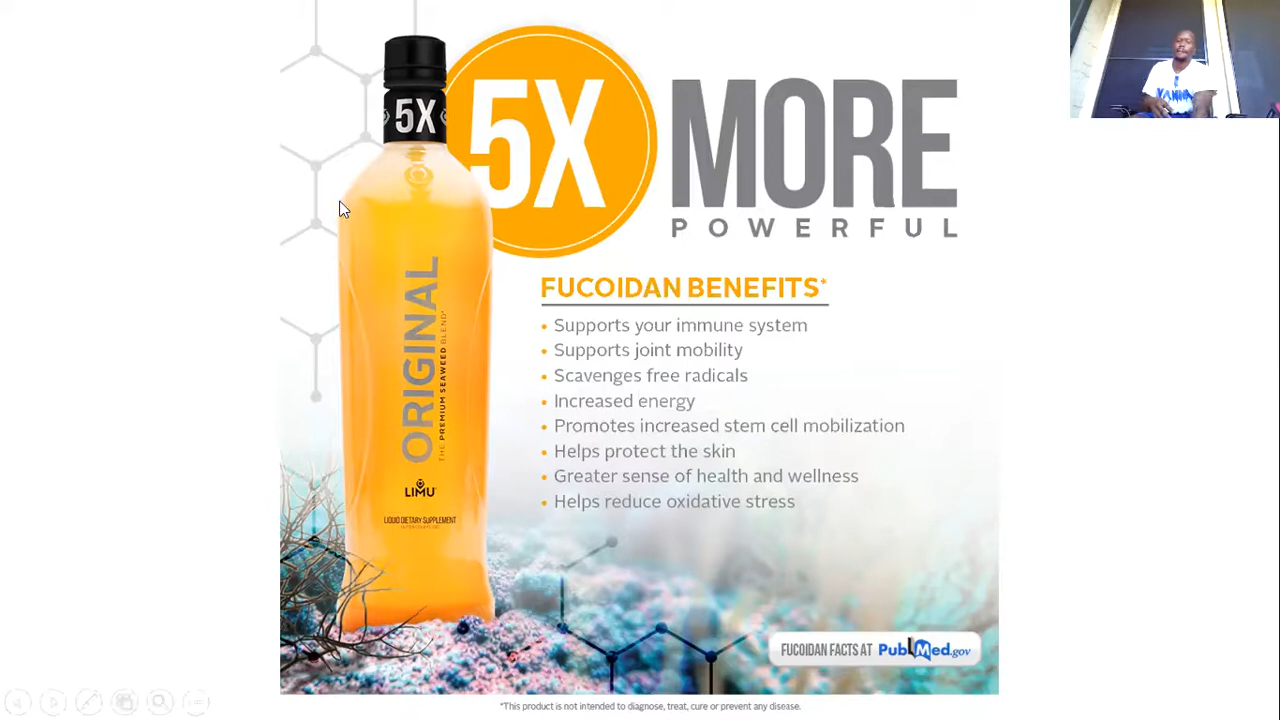 5X
5X
MORE
POWERFUL
FUCOIDAN BENEFITS*
• Supports your immune system
• Supports joint mobility
• Scavenges free radicals
• Increased energy
• Promotes increased stem cell mobilization
• Helps protect the skin
• Greater sense of health and wellness
• Helps reduce oxidative stress
ORIGINAL
THE PREMIUM SEAWEED BLEND*
LIMU
LIQUID DIETARY SUPPLEMENT
FUCOIDAN FACTS AT PubMed.gov
*This product is not intended to diagnose, treat, cure or prevent any disease.